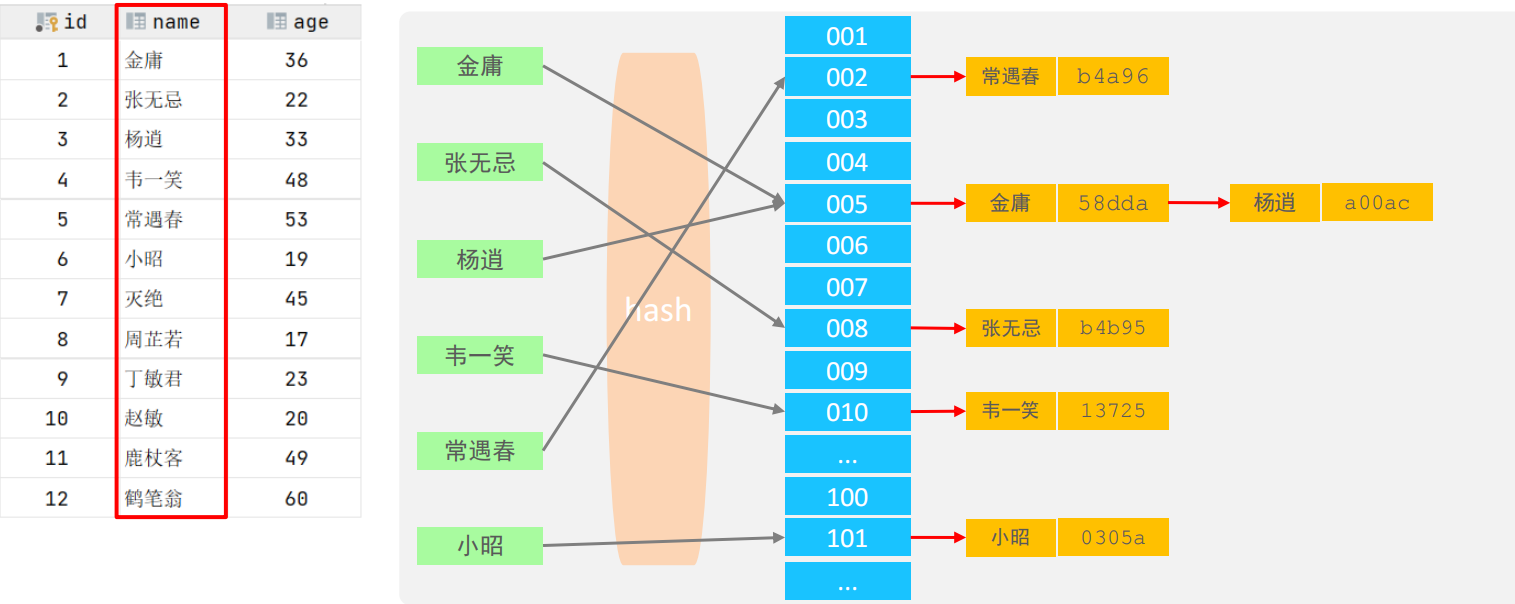 id name age
1 金庸 36
2 张无忌 22
3 杨逍 33
4 韦一笑 48
5 常遇春 53
6 小昭 19
7 灭绝 45
8 周芷若 17
9 丁敏君 23
10 赵敏 20
11 鹿杖客 49
12 鹤笔翁 60
金庸
张无忌
杨逍
韦一笑
常遇春
小昭
hash
001
002
003
004
005
006
007
008
009
010
...
100
101
...
常遇春 b4a96
金庸 58dda 杨逍 a00ac
张无忌 b4b95
韦一笑 13725
小昭 0305a